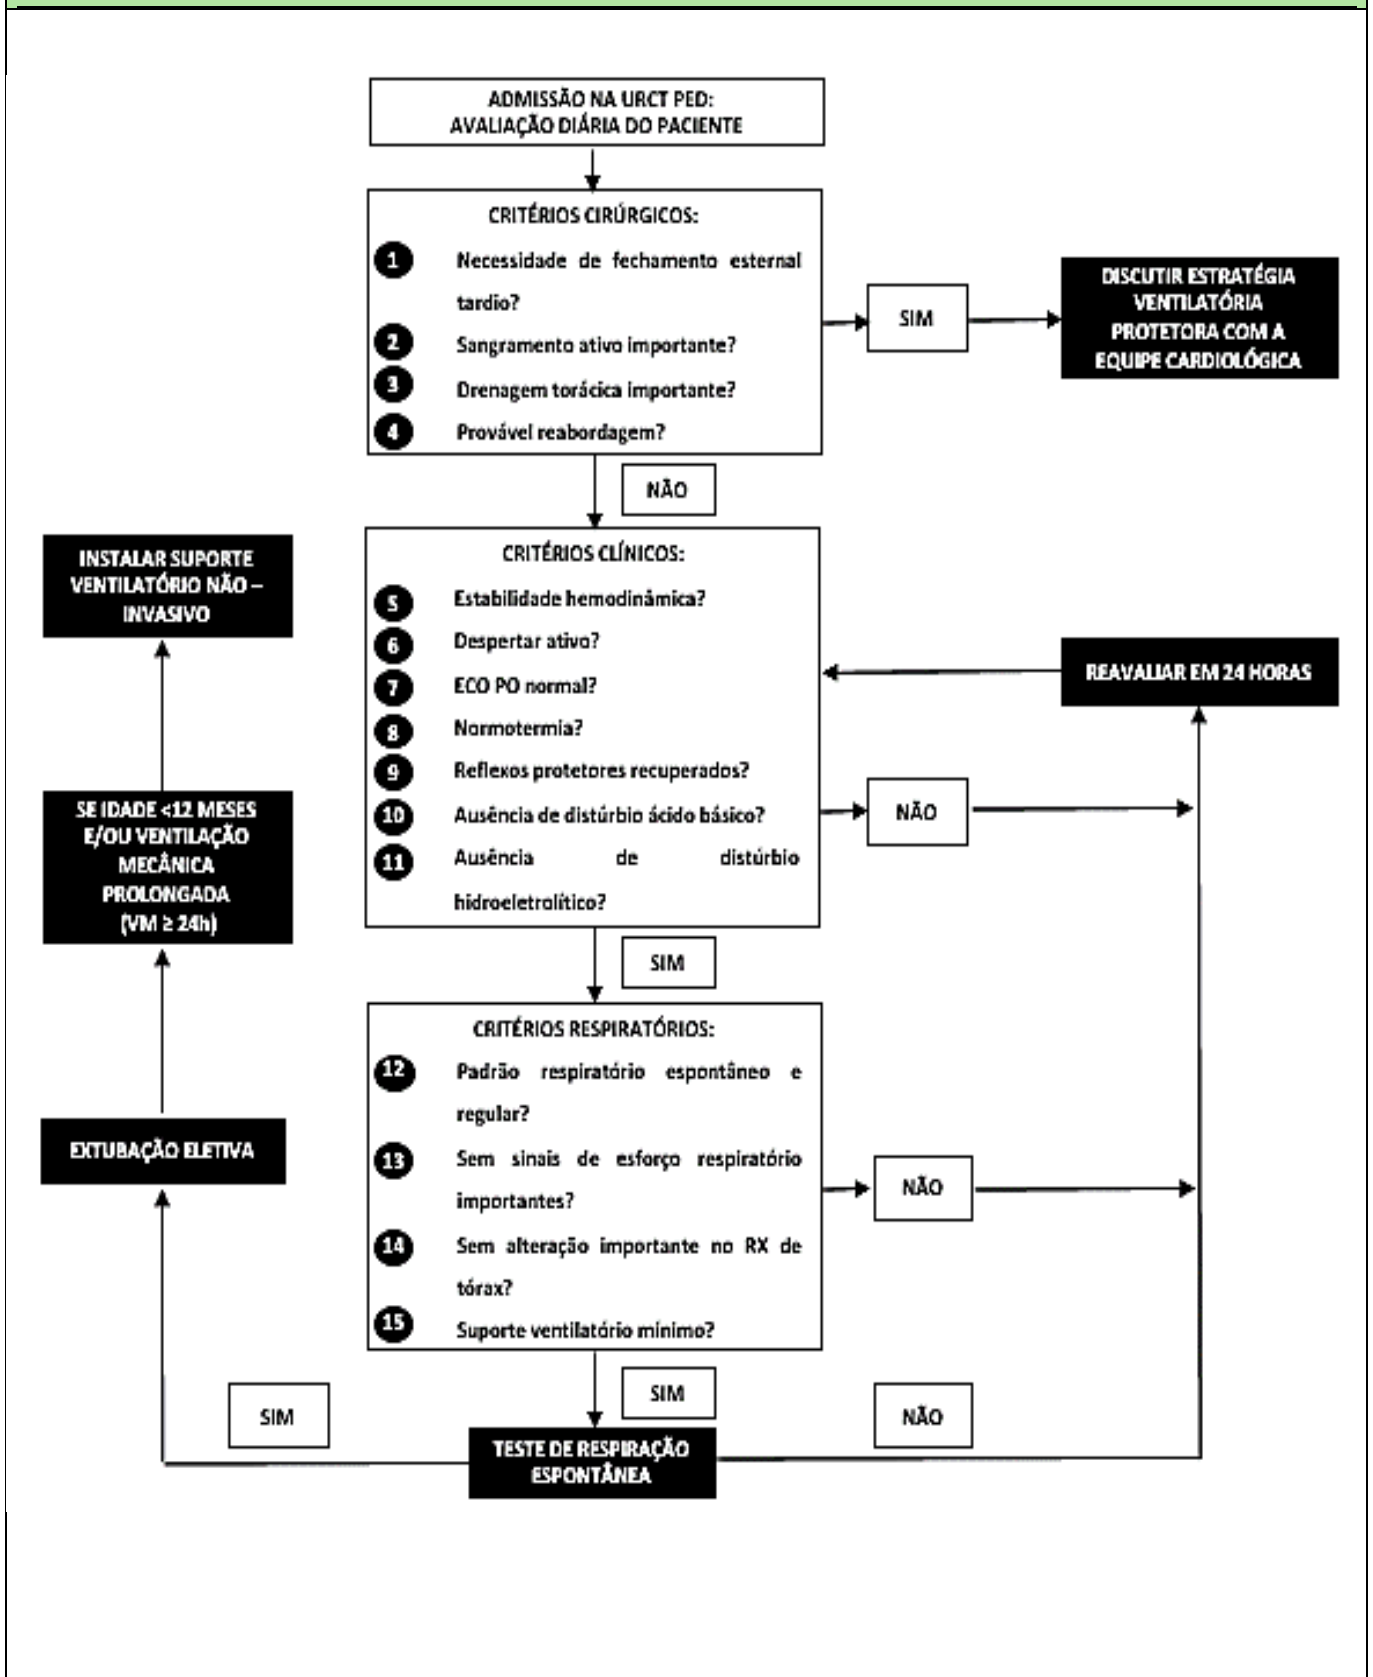 ADMISSÃO NA URCT PED:
AVALIAÇÃO DIÁRIA DO PACIENTE
CRITÉRIOS CIRÚRGICOS:
1 Necessidade de fechamento esternal
tardio?
2 Sangramento ativo importante?
3 Drenagem torácica importante?
4 Provável reabordagem?
SIM
DISCUTIR ESTRATÉGIA
VENTILATÓRIA
PROTETORA COM A
EQUIPE CARDIOLÓGICA
NÃO
CRITÉRIOS CLÍNICOS:
5 Estabilidade hemodinâmica?
6 Despertar ativo?
7 ECO PO normal?
8 Normotermia?
9 Reflexos protetores recuperados?
10 Ausência de distúrbio ácido básico?
11 Ausência de distúrbio
hidroeletrolítico?
NÃO
REAVALIAR EM 24 HORAS
SIM
CRITÉRIOS RESPIRATÓRIOS:
12 Padrão respiratório espontâneo e
regular?
13 Sem sinais de esforço respiratório
importantes?
14 Sem alteração importante no RX de
tórax?
15 Suporte ventilatório mínimo?
NÃO
SIM
TESTE DE RESPIRAÇÃO
ESPONTÂNEA
NÃO
SIM
EXTUBAÇÃO ELETIVA
SE IDADE <12 MESES
E/OU VENTILAÇÃO
MECÂNICA
PROLONGADA
(VM ≥ 24h)
INSTALAR SUPORTE
VENTILATÓRIO NÃO –
INVASIVO